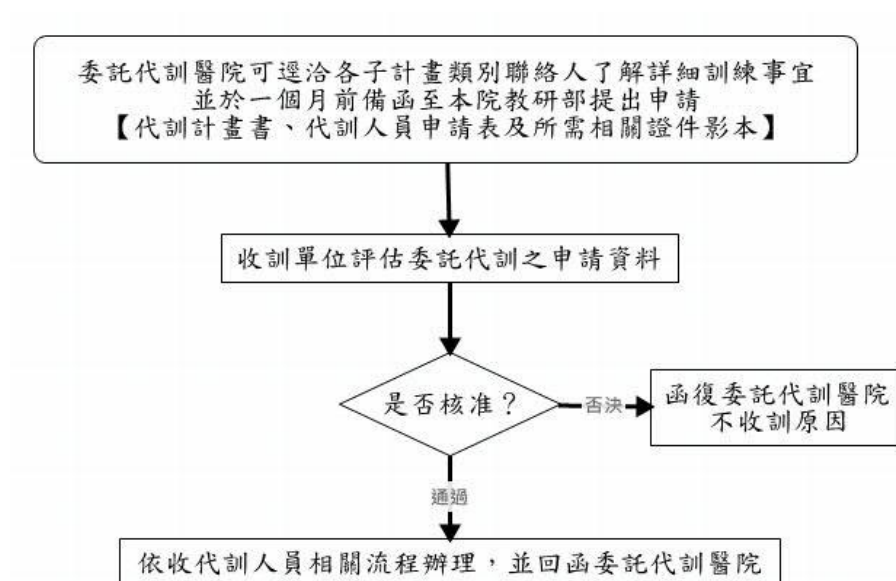 委託代訓醫院可逕洽各子計畫類別聯絡人了解詳細訓練事宜
並於一個月前備函至本院教研部提出申請
【代訓計畫書、代訓人員申請表及所需相關證件影本】
收訓單位評估委託代訓之申請資料
是否核准？
否決
函復委託代訓醫院
不收訓原因
通過
依收代訓人員相關流程辦理，並回函委託代訓醫院